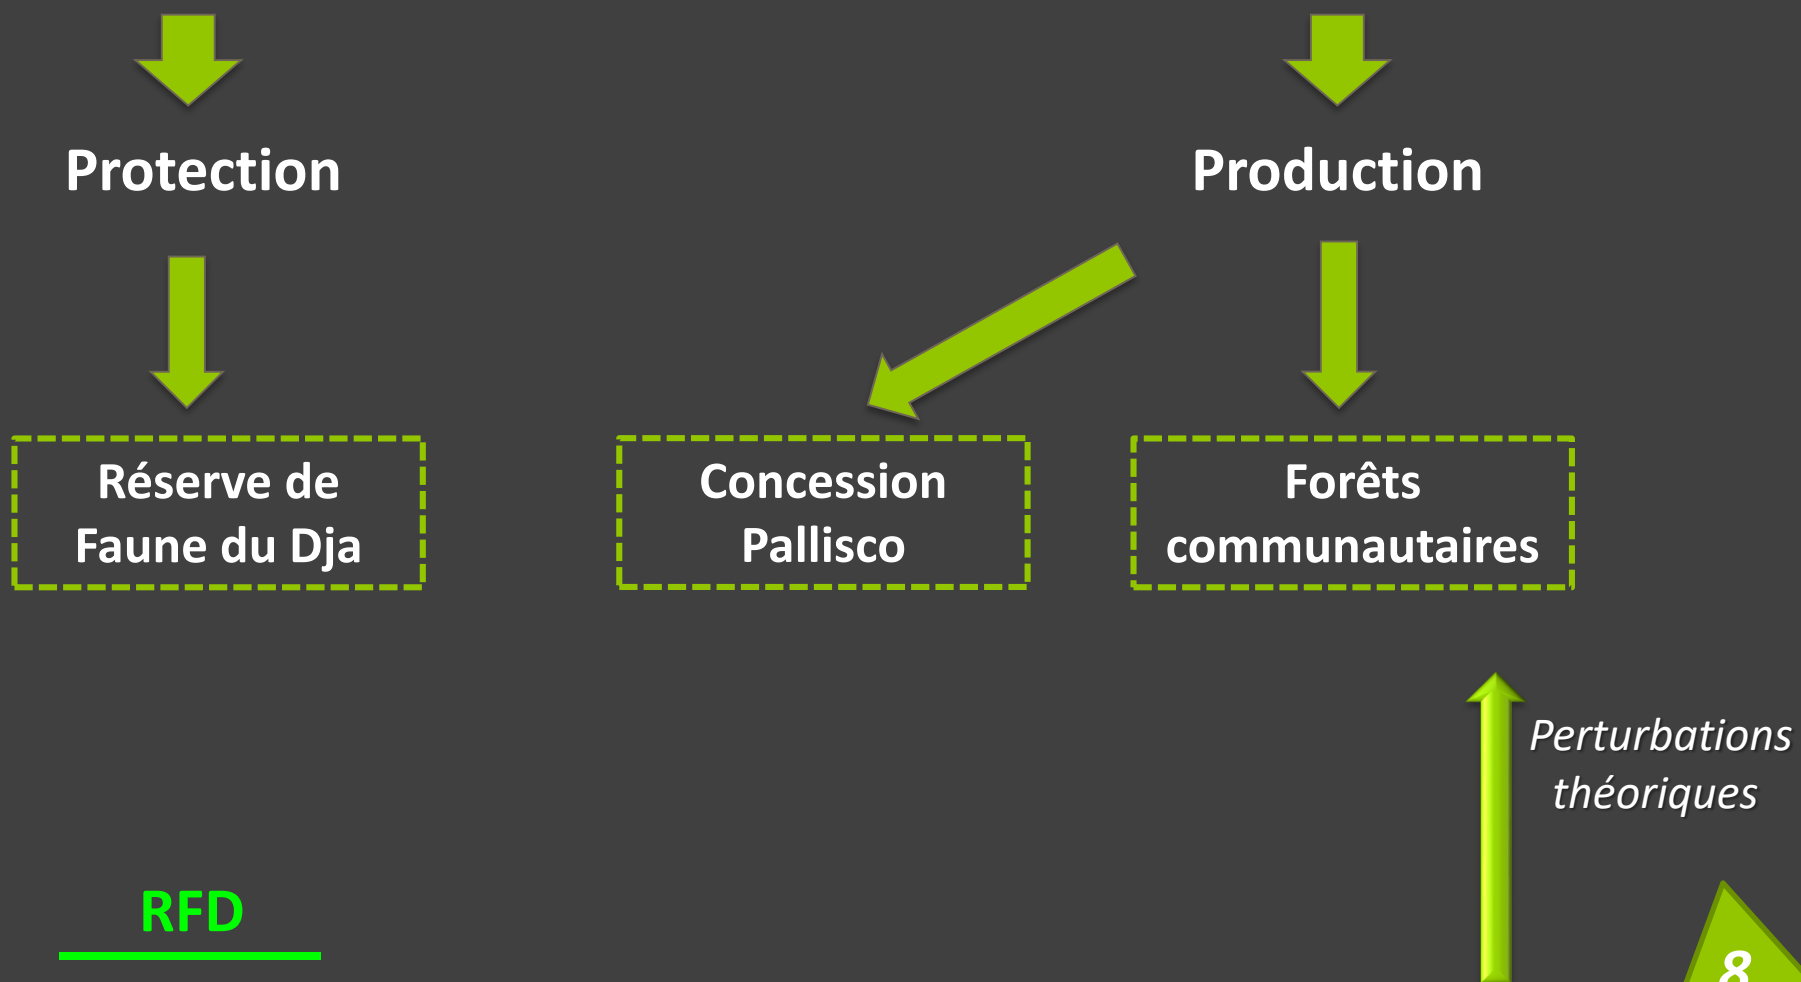 Protection
Production
Réserve de
Faune du Dja
Concession
Pallisco
Forêts
communautaires
Perturbations
théoriques
RFD
8